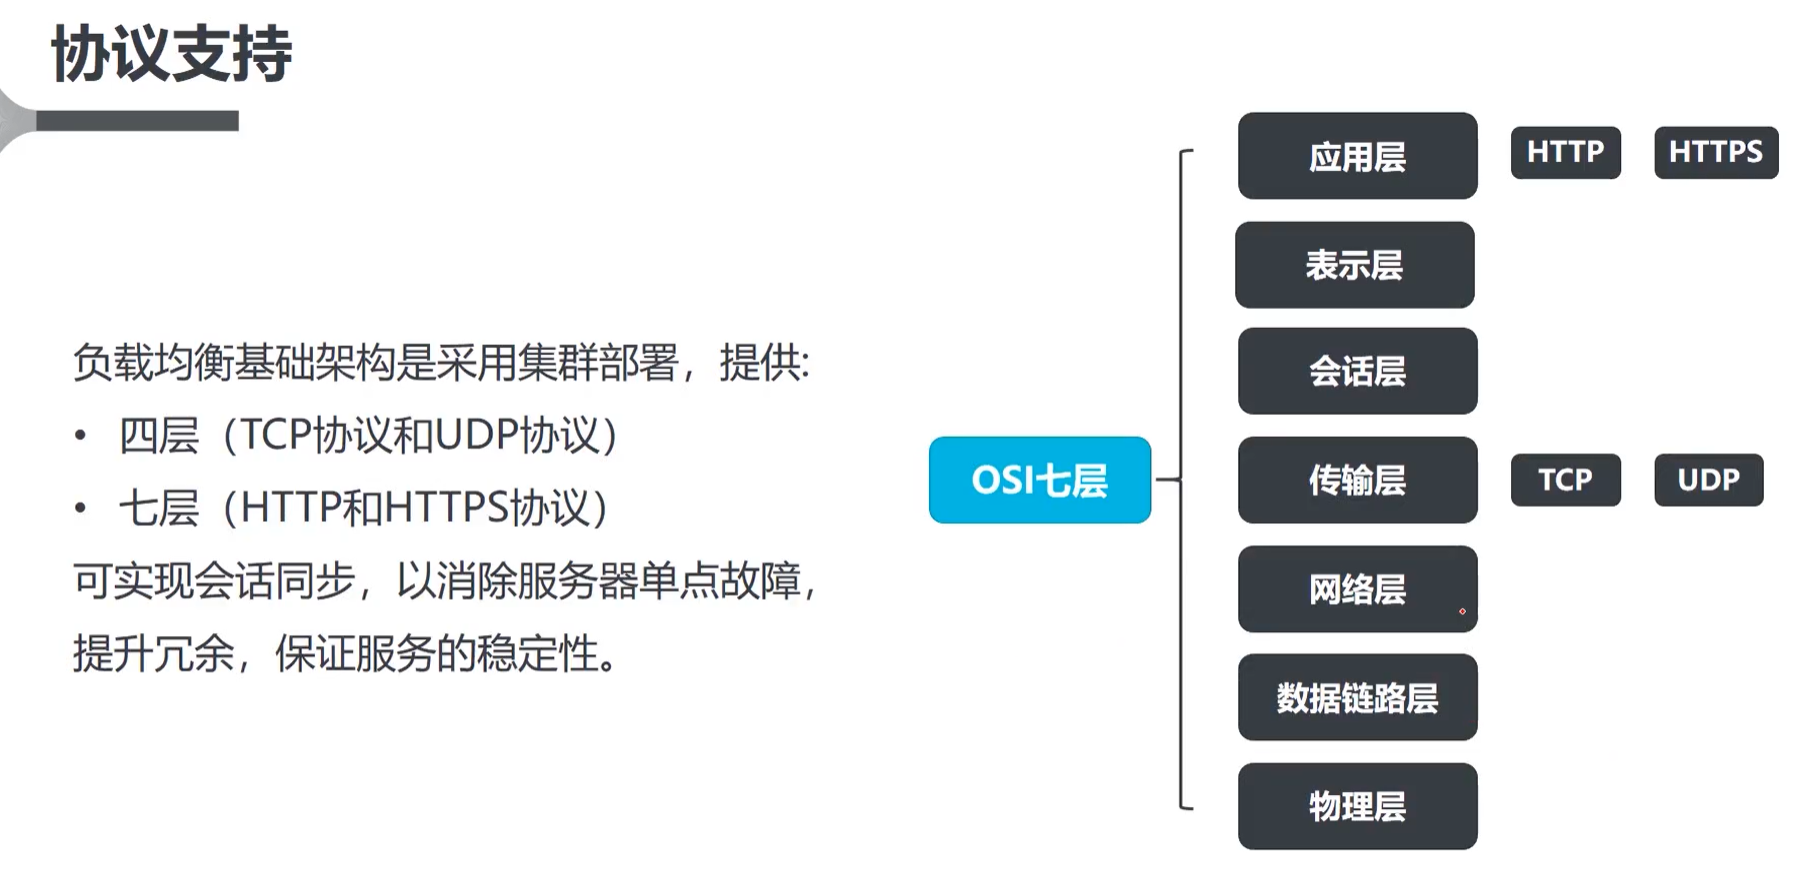 协议支持
负载均衡基础架构是采用集群部署，提供:
• 四层（TCP协议和UDP协议）
• 七层（HTTP和HTTPS协议）
可实现会话同步，以消除服务器单点故障，
提升冗余，保证服务的稳定性。
OSI七层
应用层 HTTP HTTPS
表示层
会话层
传输层 TCP UDP
网络层
数据链路层
物理层